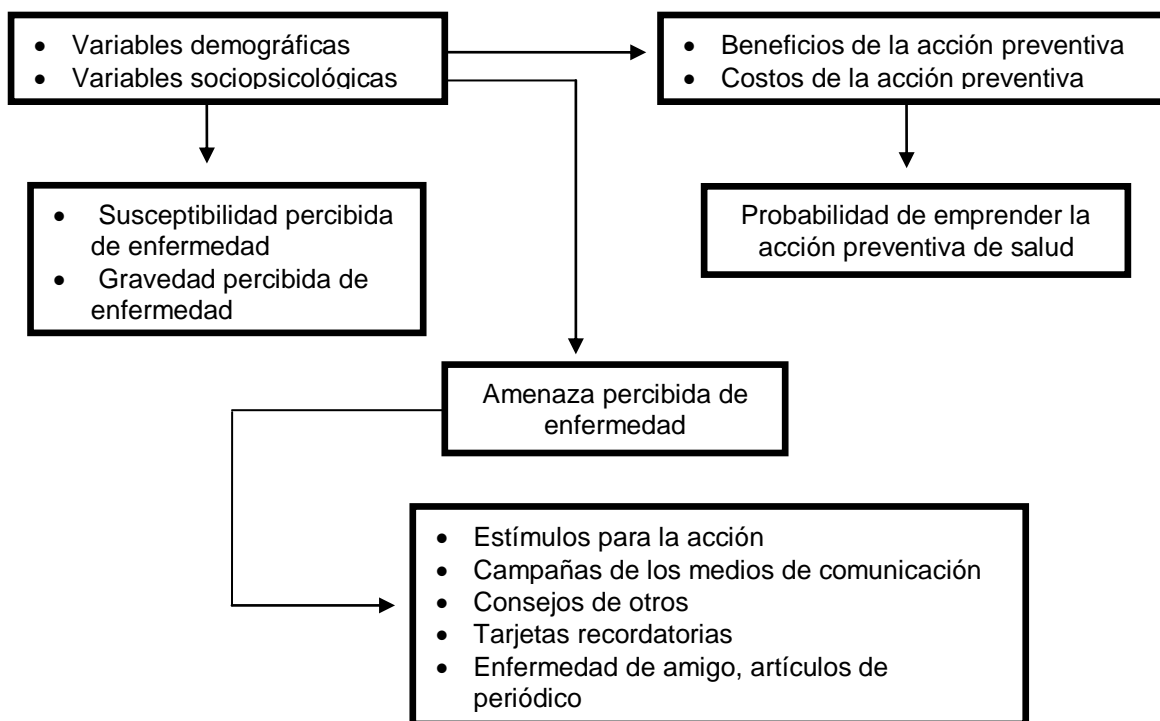 • Variables demográficas
• Variables sociopsicológicas
• Beneficios de la acción preventiva
• Costos de la acción preventiva
• Susceptibilidad percibida
de enfermedad
• Gravedad percibida de
enfermedad
Probabilidad de emprender la
acción preventiva de salud
Amenaza percibida de
enfermedad
• Estímulos para la acción
• Campañas de los medios de comunicación
• Consejos de otros
• Tarjetas recordatorias
• Enfermedad de amigo, artículos de
periódico